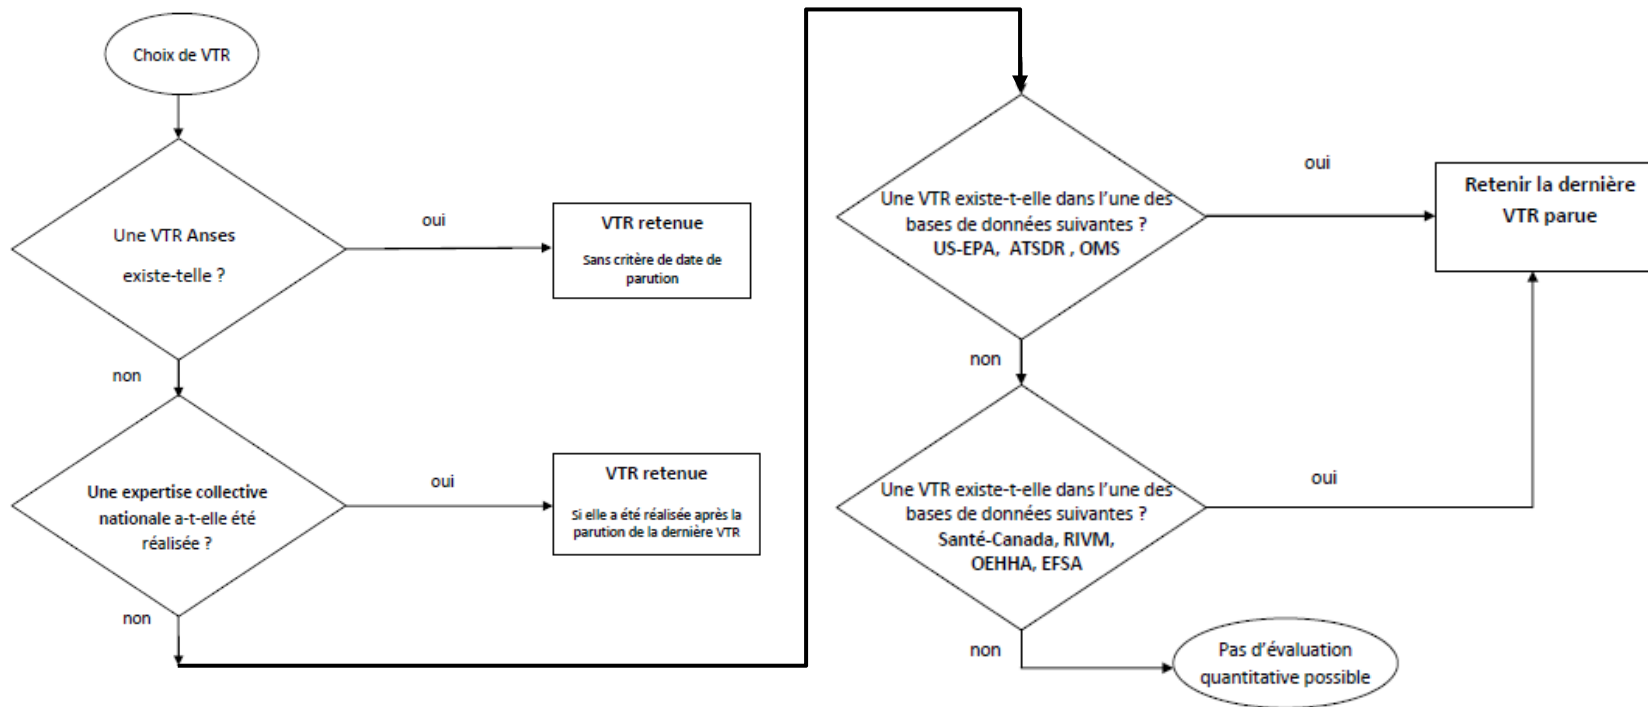 Choix de VTR
Une VTR Anses
existe-telle ?
oui
VTR retenue
Sans critère de date de
parution
non
Une expertise collective
nationale a-t-elle été
réalisée ?
oui
VTR retenue
Si elle a été réalisée après la
parution de la dernière VTR
non
Une VTR existe-t-elle dans l’une des
bases de données suivantes ?
US-EPA, ATSDR , OMS
oui
Retenir la dernière
VTR parue
non
Une VTR existe-t-elle dans l’une des
bases de données suivantes ?
Santé-Canada, RIVM,
OEHHA, EFSA
oui
non
Pas d’évaluation
quantitative possible